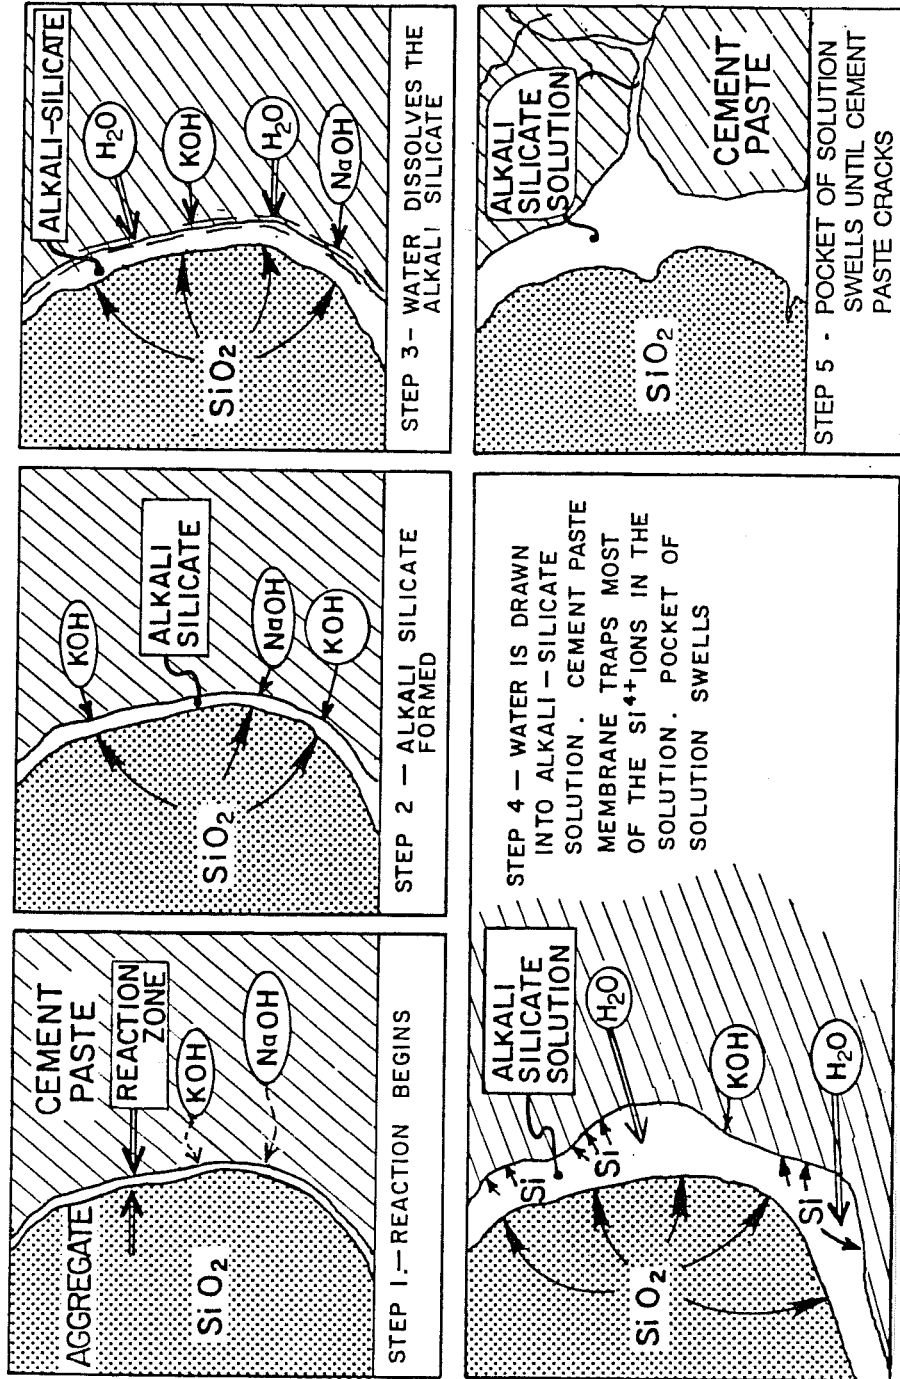 AGGREGATE
CEMENT
PASTE
REACTION
ZONE
KOH
NaOH
SiO₂
STEP 1.—REACTION BEGINS
KOH
ALKALI
SILICATE
NaOH
KOH
SiO₂
STEP 2 — ALKALI SILICATE
FORMED
ALKALI-SILICATE
H₂O
KOH
H₂O
NaOH
SiO₂
STEP 3— WATER DISSOLVES THE
ALKALI SILICATE
ALKALI
SILICATE
SOLUTION
H₂O
KOH
H₂O
Si
Si
Si
SiO₂
STEP 4— WATER IS DRAWN
INTO ALKALI – SILICATE
SOLUTION. CEMENT PASTE
MEMBRANE TRAPS MOST
OF THE Si⁴⁺IONS IN THE
SOLUTION. POCKET OF
SOLUTION SWELLS
ALKALI
SILICATE
SOLUTION
CEMENT
PASTE
SiO₂
STEP 5 - POCKET OF SOLUTION
SWELLS UNTIL CEMENT
PASTE CRACKS